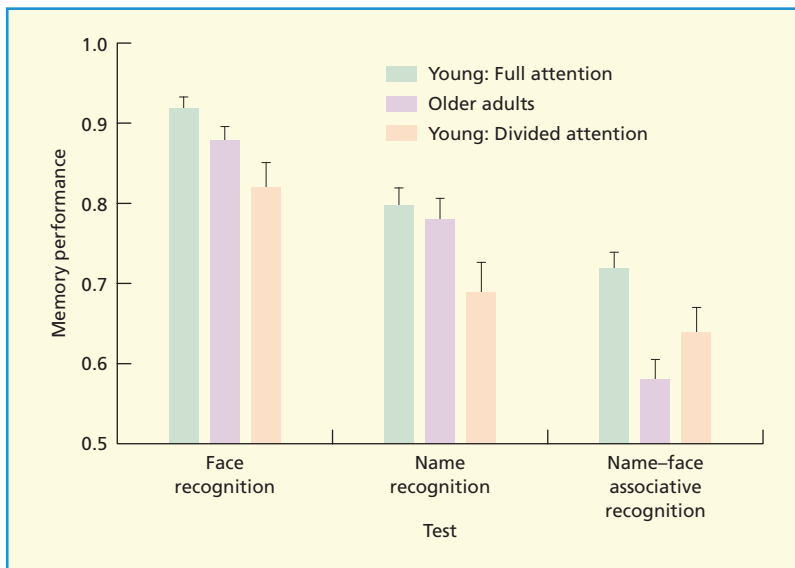 Memory performance
1.0
0.9
0.8
0.7
0.6
0.5
Young: Full attention
Older adults
Young: Divided attention
Face
recognition
Name
recognition
Name–face
associative
recognition
Test